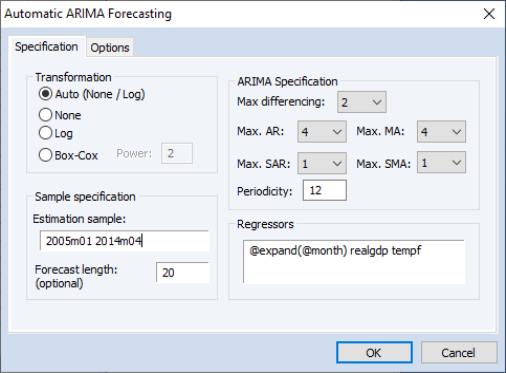 Automatic ARIMA Forecasting
Specification
Options
Transformation
Auto (None / Log)
None
Log
Box-Cox
Power:
2
Sample specification
Estimation sample:
2005m01 2014m04
Forecast length:
(optional)
20
ARIMA Specification
Max differencing:
2
Max. AR:
4
Max. MA:
4
Max. SAR:
1
Max. SMA:
1
Periodicity:
12
Regressors
@expand(@month) realgdp tempf
OK
Cancel